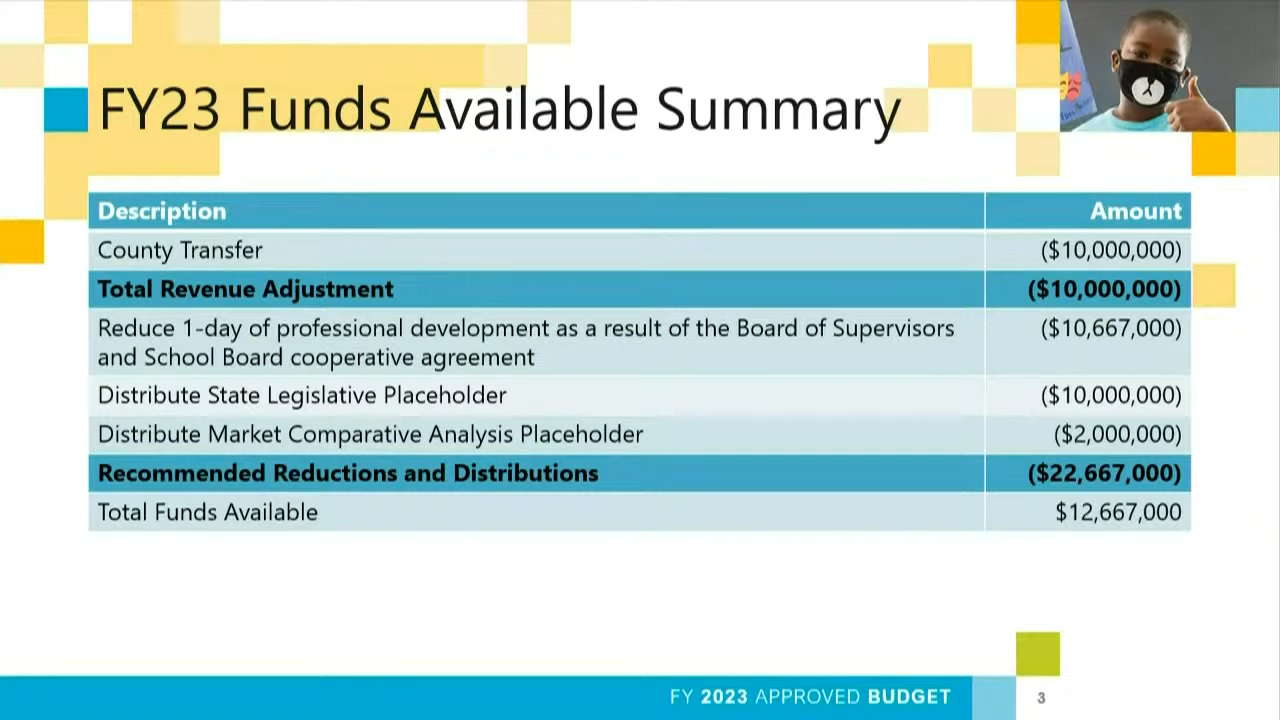 FY23 Funds Available Summary
Description Amount
County Transfer ($10,000,000)
Total Revenue Adjustment ($10,000,000)
Reduce 1-day of professional development as a result of the Board of Supervisors ($10,667,000)
and School Board cooperative agreement
Distribute State Legislative Placeholder ($10,000,000)
Distribute Market Comparative Analysis Placeholder ($2,000,000)
Recommended Reductions and Distributions ($22,667,000)
Total Funds Available $12,667,000
FY 2023 APPROVED BUDGET 3